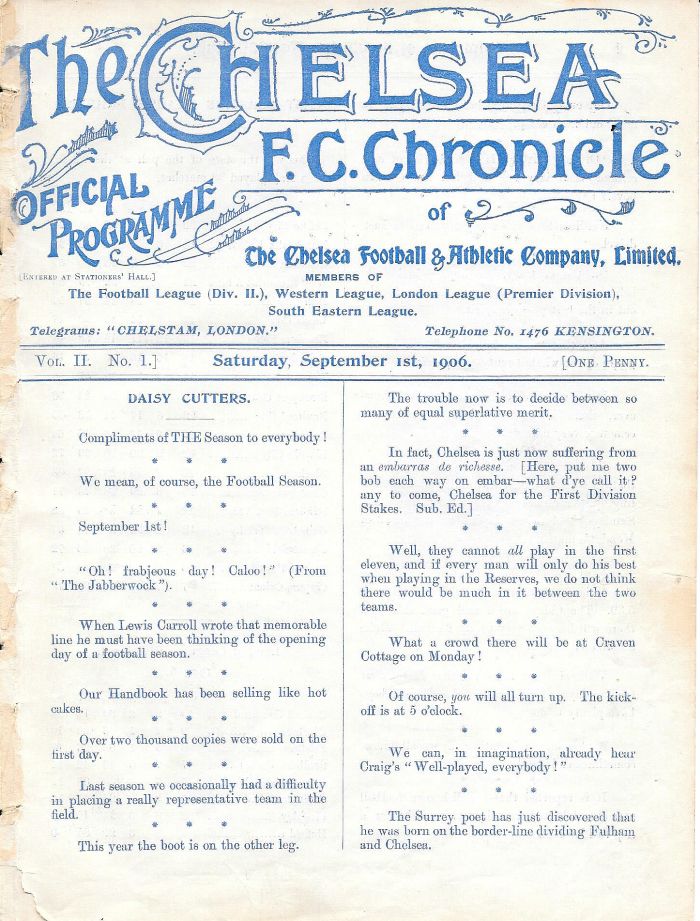 The CHELSEA
F.C. Chronicle
OFFICIAL
PROGRAMME
of
The Chelsea Football & Athletic Company, Limited.
[ENTERED AT STATIONERS' HALL.]
MEMBERS OF
The Football League (Div. II.), Western League, London League (Premier Division),
South Eastern League.
Telegrams: "CHELSTAM, LONDON."
Telephone No. 1476 KENSINGTON.
VOL. II. No. 1.]
Saturday, September 1st, 1906.
[ONE PENNY.
DAISY CUTTERS.
Compliments of THE Season to everybody!
* * *
We mean, of course, the Football Season.
* * *
September 1st!
* * *
"Oh! frabjeous day! Caloo!" (From
"The Jabberwock").
* * *
When Lewis Carroll wrote that memorable
line he must have been thinking of the opening
day of a football season.
* * *
Our Handbook has been selling like hot
cakes.
* * *
Over two thousand copies were sold on the
first day.
* * *
Last season we occasionally had a difficulty
in placing a really representative team in the
field.
* * *
This year the boot is on the other leg.
The trouble now is to decide between so
many of equal superlative merit.
* * *
In fact, Chelsea is just now suffering from
an embarras de richesse. [Here, put me two
bob each way on embar—what d'ye call it?
any to come, Chelsea for the First Division
Stakes. Sub. Ed.]
* * *
Well, they cannot all play in the first
eleven, and if every man will only do his best
when playing in the Reserves, we do not think
there would be much in it between the two
teams.
* * *
What a crowd there will be at Craven
Cottage on Monday!
* * *
Of course, you will all turn up. The kick-
off is at 5 o'clock.
* * *
We can, in imagination, already hear
Craig's "Well-played, everybody!"
* * *
The Surrey poet has just discovered that
he was born on the border-line dividing Fulham
and Chelsea.